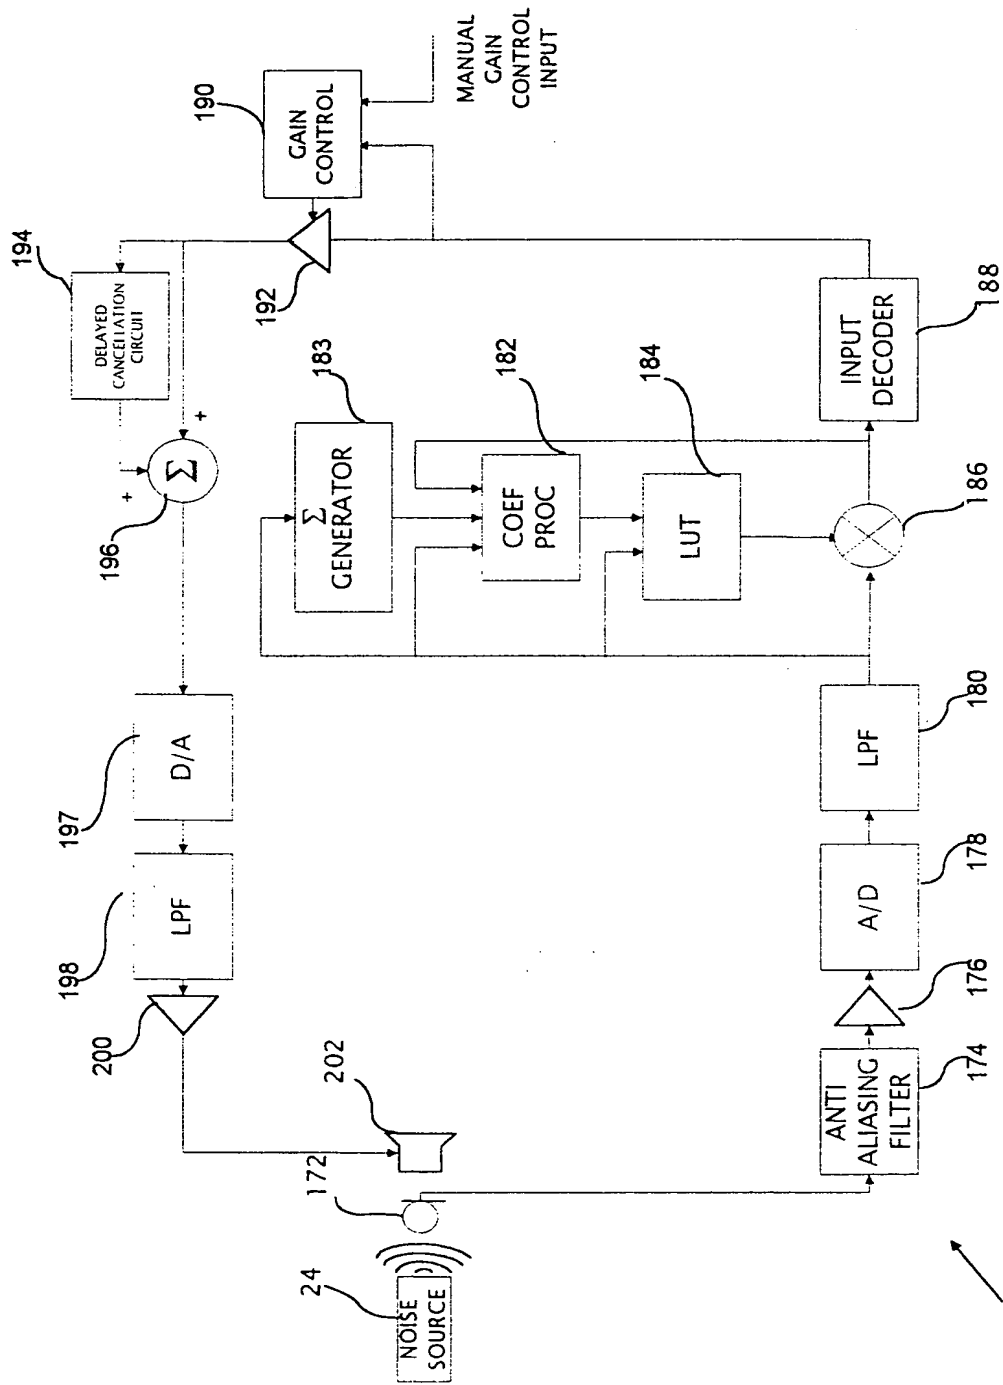 24
NOISE
SOURCE
172
202
200
198
LPF
197
D/A
196
Σ
+
+
194
DELAYED
CANCELLATION
CIRCUIT
192
190
GAIN
CONTROL
MANUAL
GAIN
CONTROL
INPUT
183
Σ
GENERATOR
182
COEF
PROC
184
LUT
ANTI
ALIASING
FILTER
174
176
A/D
178
LPF
180
186
INPUT
DECODER
188